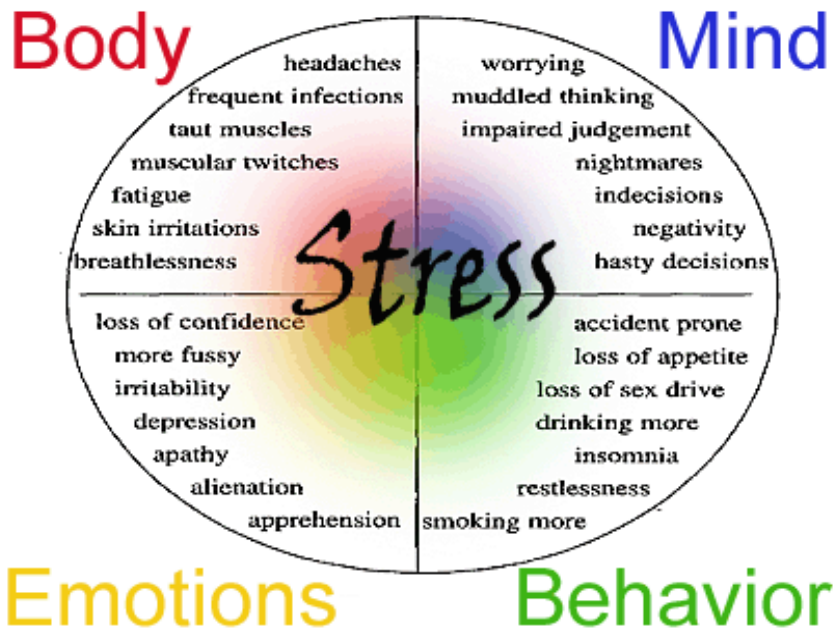 Body
headaches
frequent infections
taut muscles
muscular twitches
fatigue
skin irritations
breathlessness
Mind
worrying
muddled thinking
impaired judgement
nightmares
indecisions
negativity
hasty decisions
Stress
loss of confidence
more fussy
irritability
depression
apathy
alienation
apprehension
Emotions
accident prone
loss of appetite
loss of sex drive
drinking more
insomnia
restlessness
smoking more
Behavior